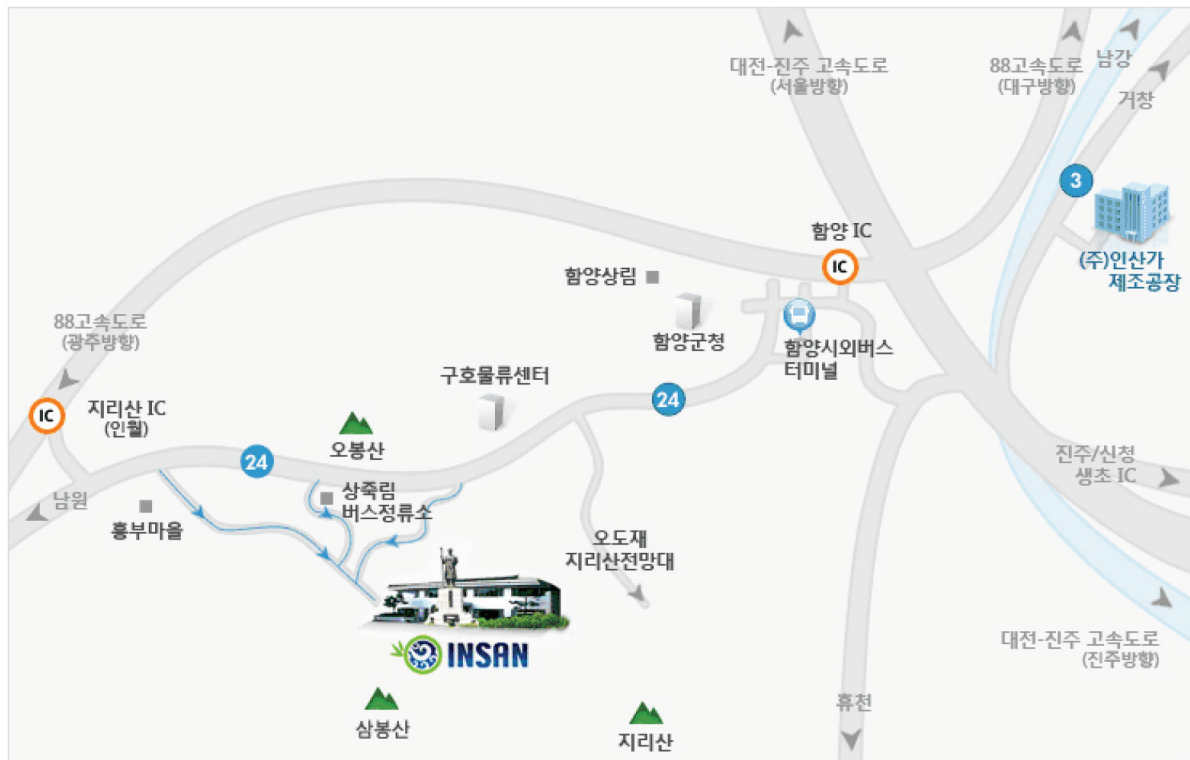 대전-진주 고속도로
(서울방향)
88고속도로
(대구방향)
남강
거창
3
함양 IC
IC
(주)인산가
제조공장
함양상림
함양군청
함양시외버스
터미널
88고속도로
(광주방향)
구호물류센터
24
IC
지리산 IC
(인월)
오봉산
24
진주/신청
생초 IC
남원
흥부마을
상죽림
버스정류소
오도재
지리산전망대
INSAN
대전-진주 고속도로
(진주방향)
삼봉산
지리산
휴천